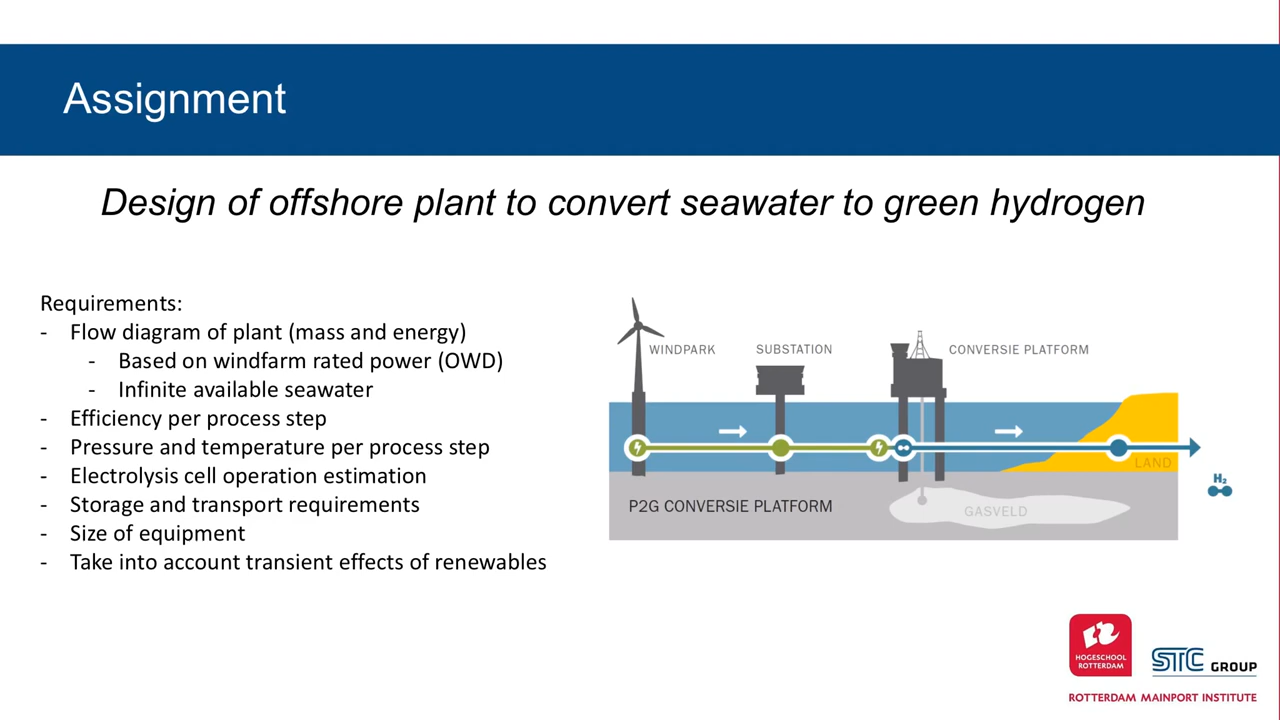 Assignment
Design of offshore plant to convert seawater to green hydrogen
Requirements:
- Flow diagram of plant (mass and energy)
- Based on windfarm rated power (OWD)
- Infinite available seawater
- Efficiency per process step
- Pressure and temperature per process step
- Electrolysis cell operation estimation
- Storage and transport requirements
- Size of equipment
- Take into account transient effects of renewables
WINDPARK
SUBSTATION
CONVERSIE PLATFORM
LAND
H₂
P2G CONVERSIE PLATFORM
GASVELD
HOGESCHOOL
ROTTERDAM
STC GROUP
ROTTERDAM MAINPORT INSTITUTE